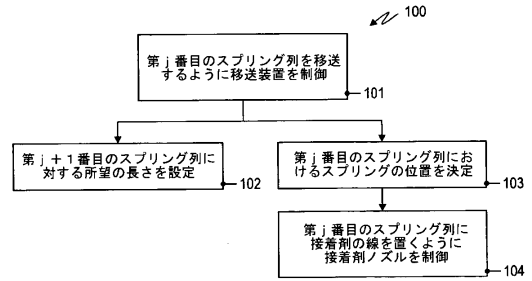 100
第j番目のスプリング列を移送
するように移送装置を制御
101
第j+1番目のスプリング列に
対する所望の長さを設定
102
第j番目のスプリング列にお
けるスプリングの位置を決定
103
第j番目のスプリング列に
接着剤の線を置くように
接着剤ノズルを制御
104